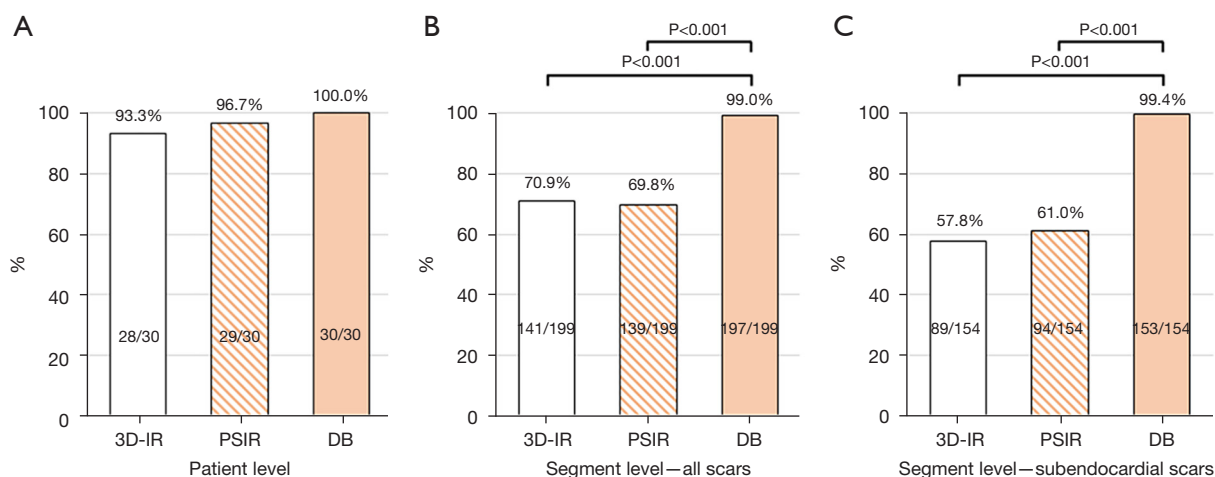 A
93.3%
96.7%
100.0%
100
80
60
40
20
0
%
28/30
29/30
30/30
3D-IR
PSIR
DB
Patient level
B
P<0.001
P<0.001
70.9%
69.8%
99.0%
100
80
60
40
20
0
%
141/199
139/199
197/199
3D-IR
PSIR
DB
Segment level—all scars
C
P<0.001
P<0.001
57.8%
61.0%
99.4%
100
80
60
40
20
0
%
89/154
94/154
153/154
3D-IR
PSIR
DB
Segment level—subendocardial scars